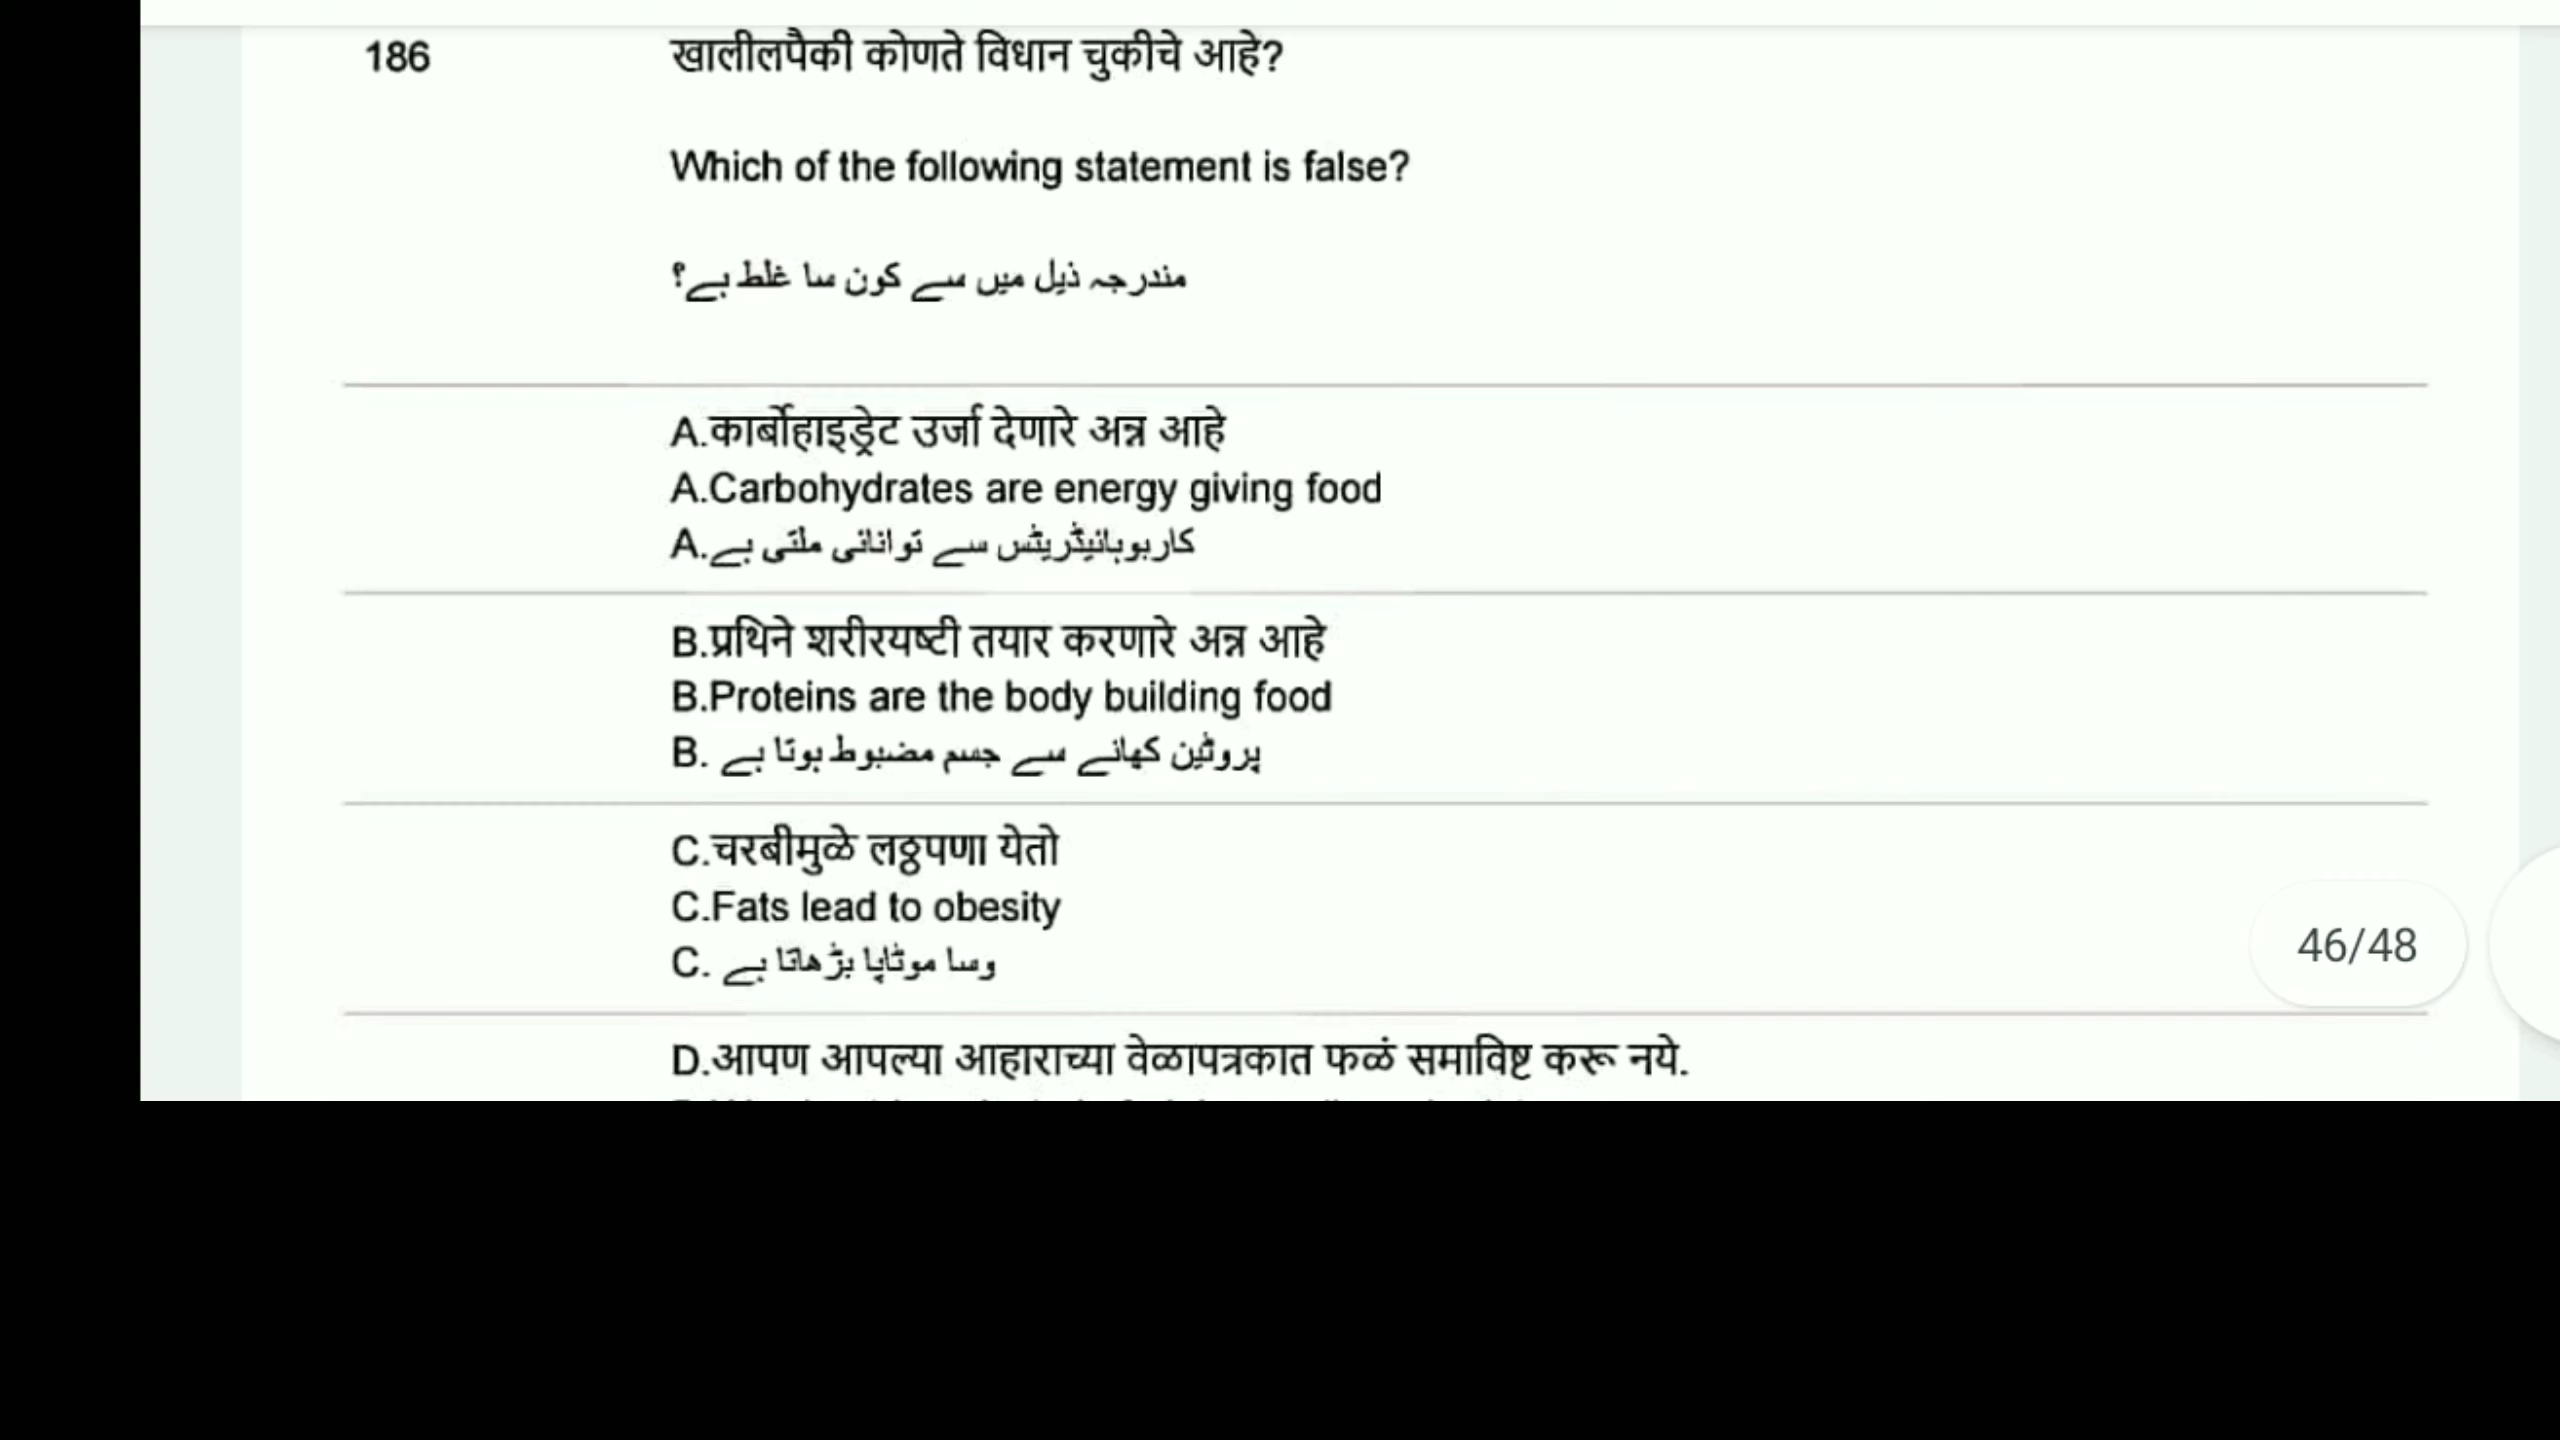 186
खालीलपैकी कोणते विधान चुकीचे आहे?
Which of the following statement is false?
مندرجہ ذیل میں سے کون سا غلط ہے؟
A.कार्बोहाइड्रेट उर्जा देणारे अन्न आहे
A.Carbohydrates are energy giving food
A.کاربوہائیڈریٹس سے توانائی ملتی ہے
B.प्रथिने शरीरयष्टी तयार करणारे अन्न आहे
B.Proteins are the body building food
B. پروٹین کھانے سے جسم مضبوط ہوتا ہے
C.चरबीमुळे लठ्ठपणा येतो
C.Fats lead to obesity
C. وسا موٹاپا بڑھاتا ہے
46/48
D.आपण आपल्या आहाराच्या वेळापत्रकात फळं समाविष्ट करू नये.